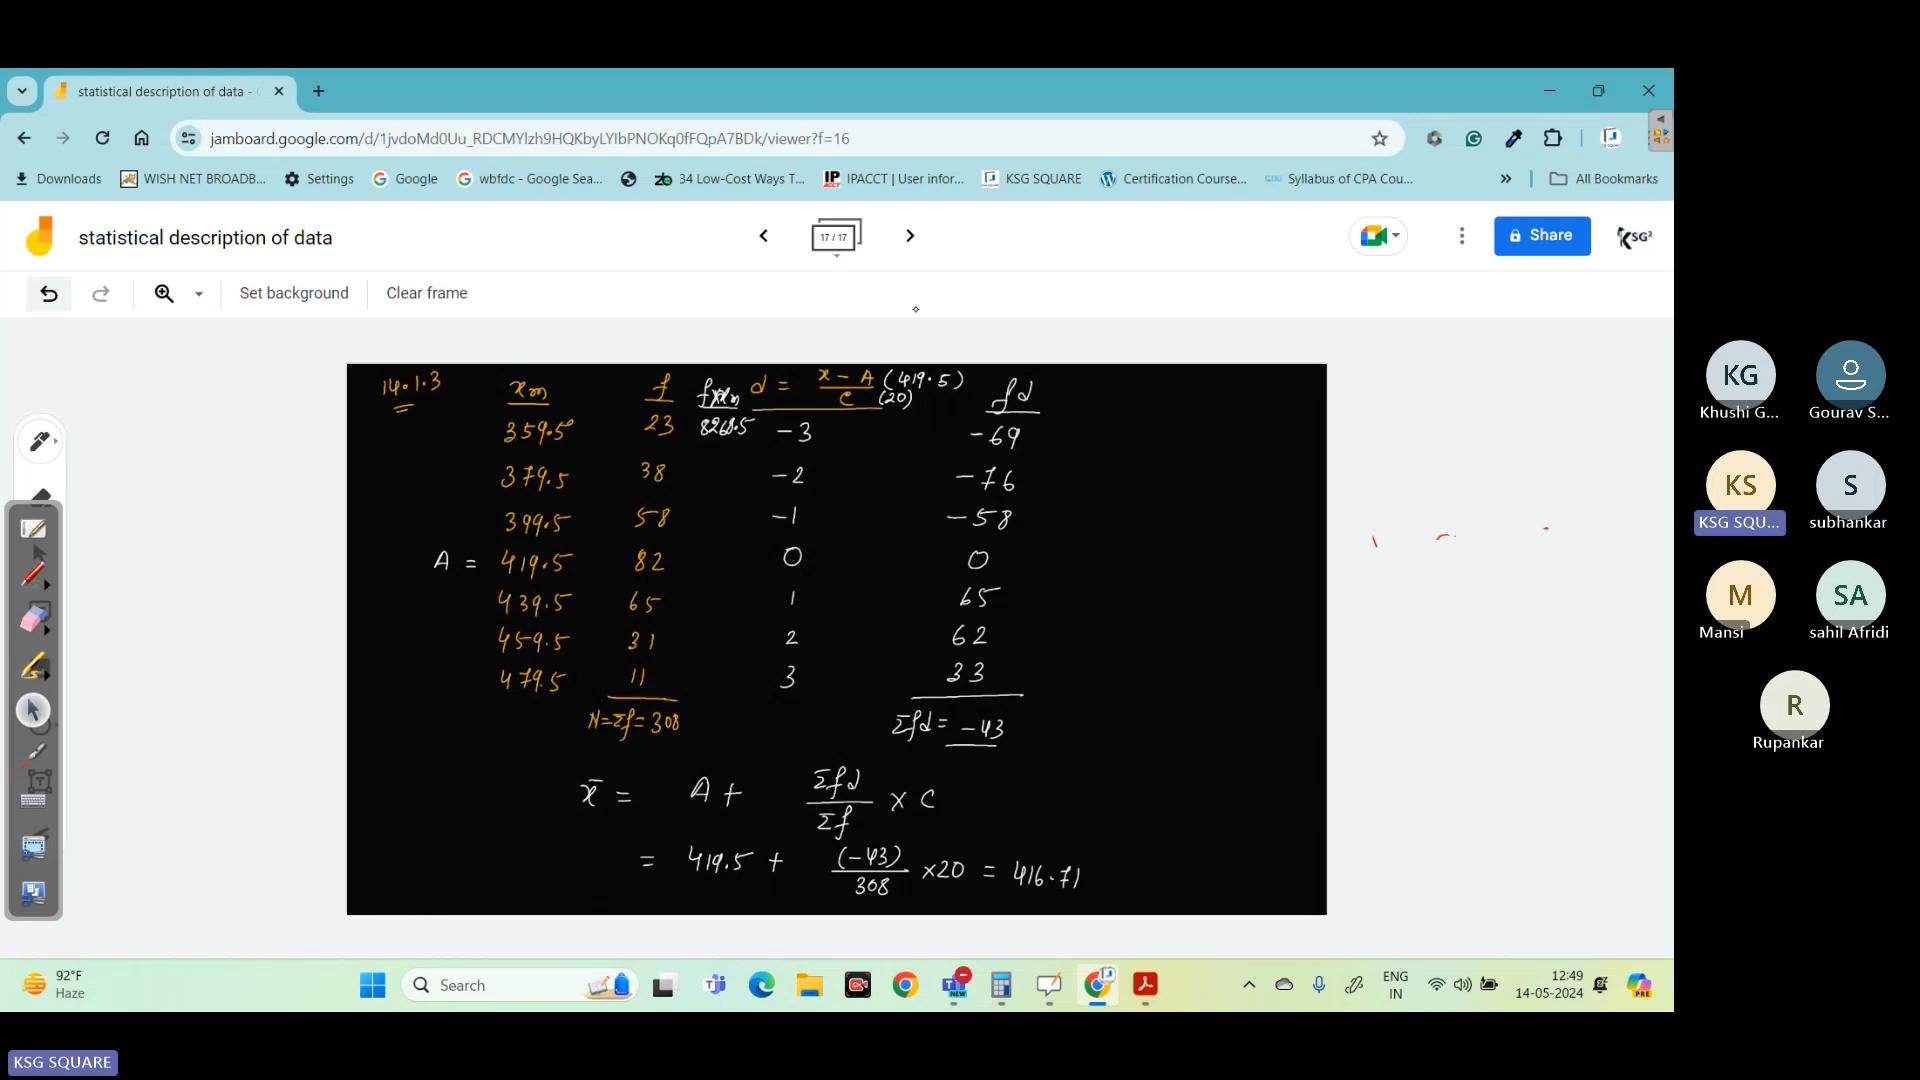 statistical description of data -
jamboard.google.com/d/1jvdoMd0Uu_RDCMYlzh9HQKbyLYIbPNOKq0fFQpA7BDk/viewer?f=16
Downloads WISH NET BROADB... Settings Google wbfdc - Google Sea... 34 Low-Cost Ways T... IPACCT | User infor... KSG SQUARE Certification Course... Syllabus of CPA Cou... » All Bookmarks
statistical description of data 17 / 17 Share KSG²
Set background Clear frame
14.1.3 xm f fxm d = x - A (419.5) / C (20) fd
359.5 23 8268.5 -3 -69
379.5 38 -2 -76
399.5 58 -1 -58
A = 419.5 82 0 0
439.5 65 1 65
459.5 31 2 62
479.5 11 3 33
N=Σf=308 Σfd = -43
x̄ = A + Σfd / Σf × C
= 419.5 + (-43) / 308 ×20 = 416.71
KG
Khushi G...
Gourav S...
KS
KSG SQU...
S
subhankar
M
Mansi
SA
sahil Afridi
R
Rupankar
92°F
Haze
Search
NEW
ENG
IN
12:49
14-05-2024
PRE
KSG SQUARE